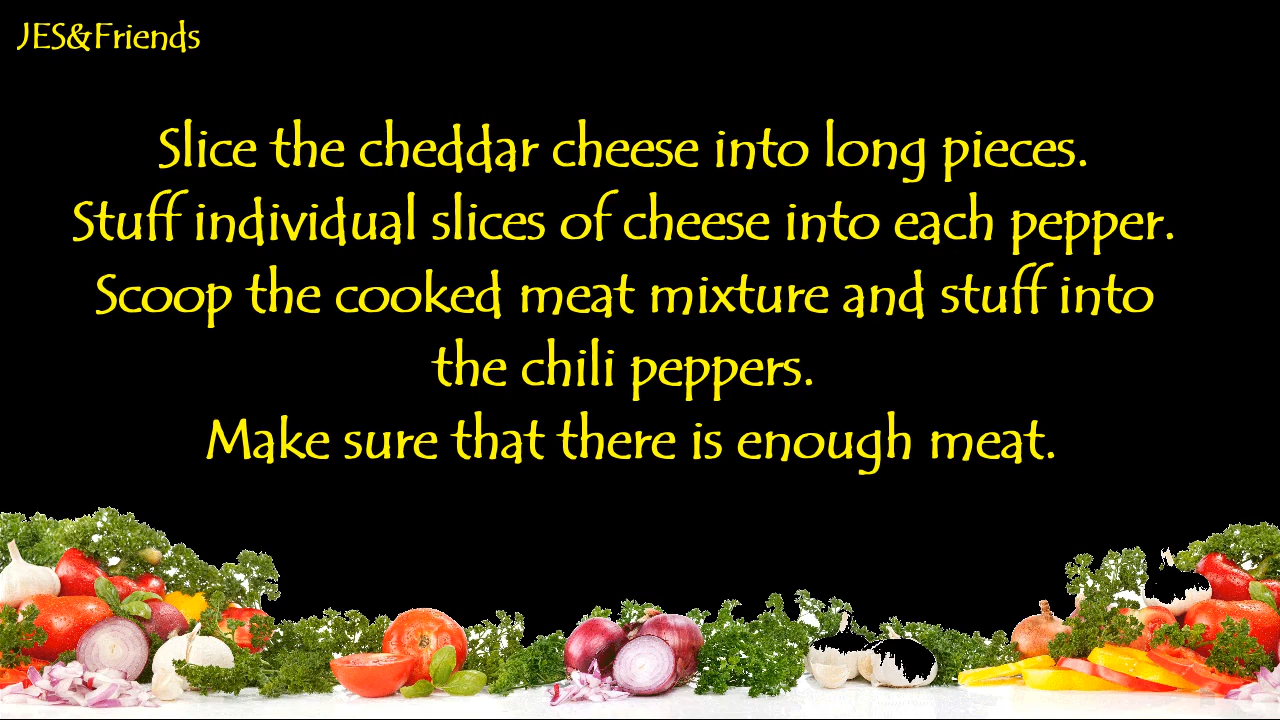 JES&Friends
Slice the cheddar cheese into long pieces.
Stuff individual slices of cheese into each pepper.
Scoop the cooked meat mixture and stuff into
the chili peppers.
Make sure that there is enough meat.